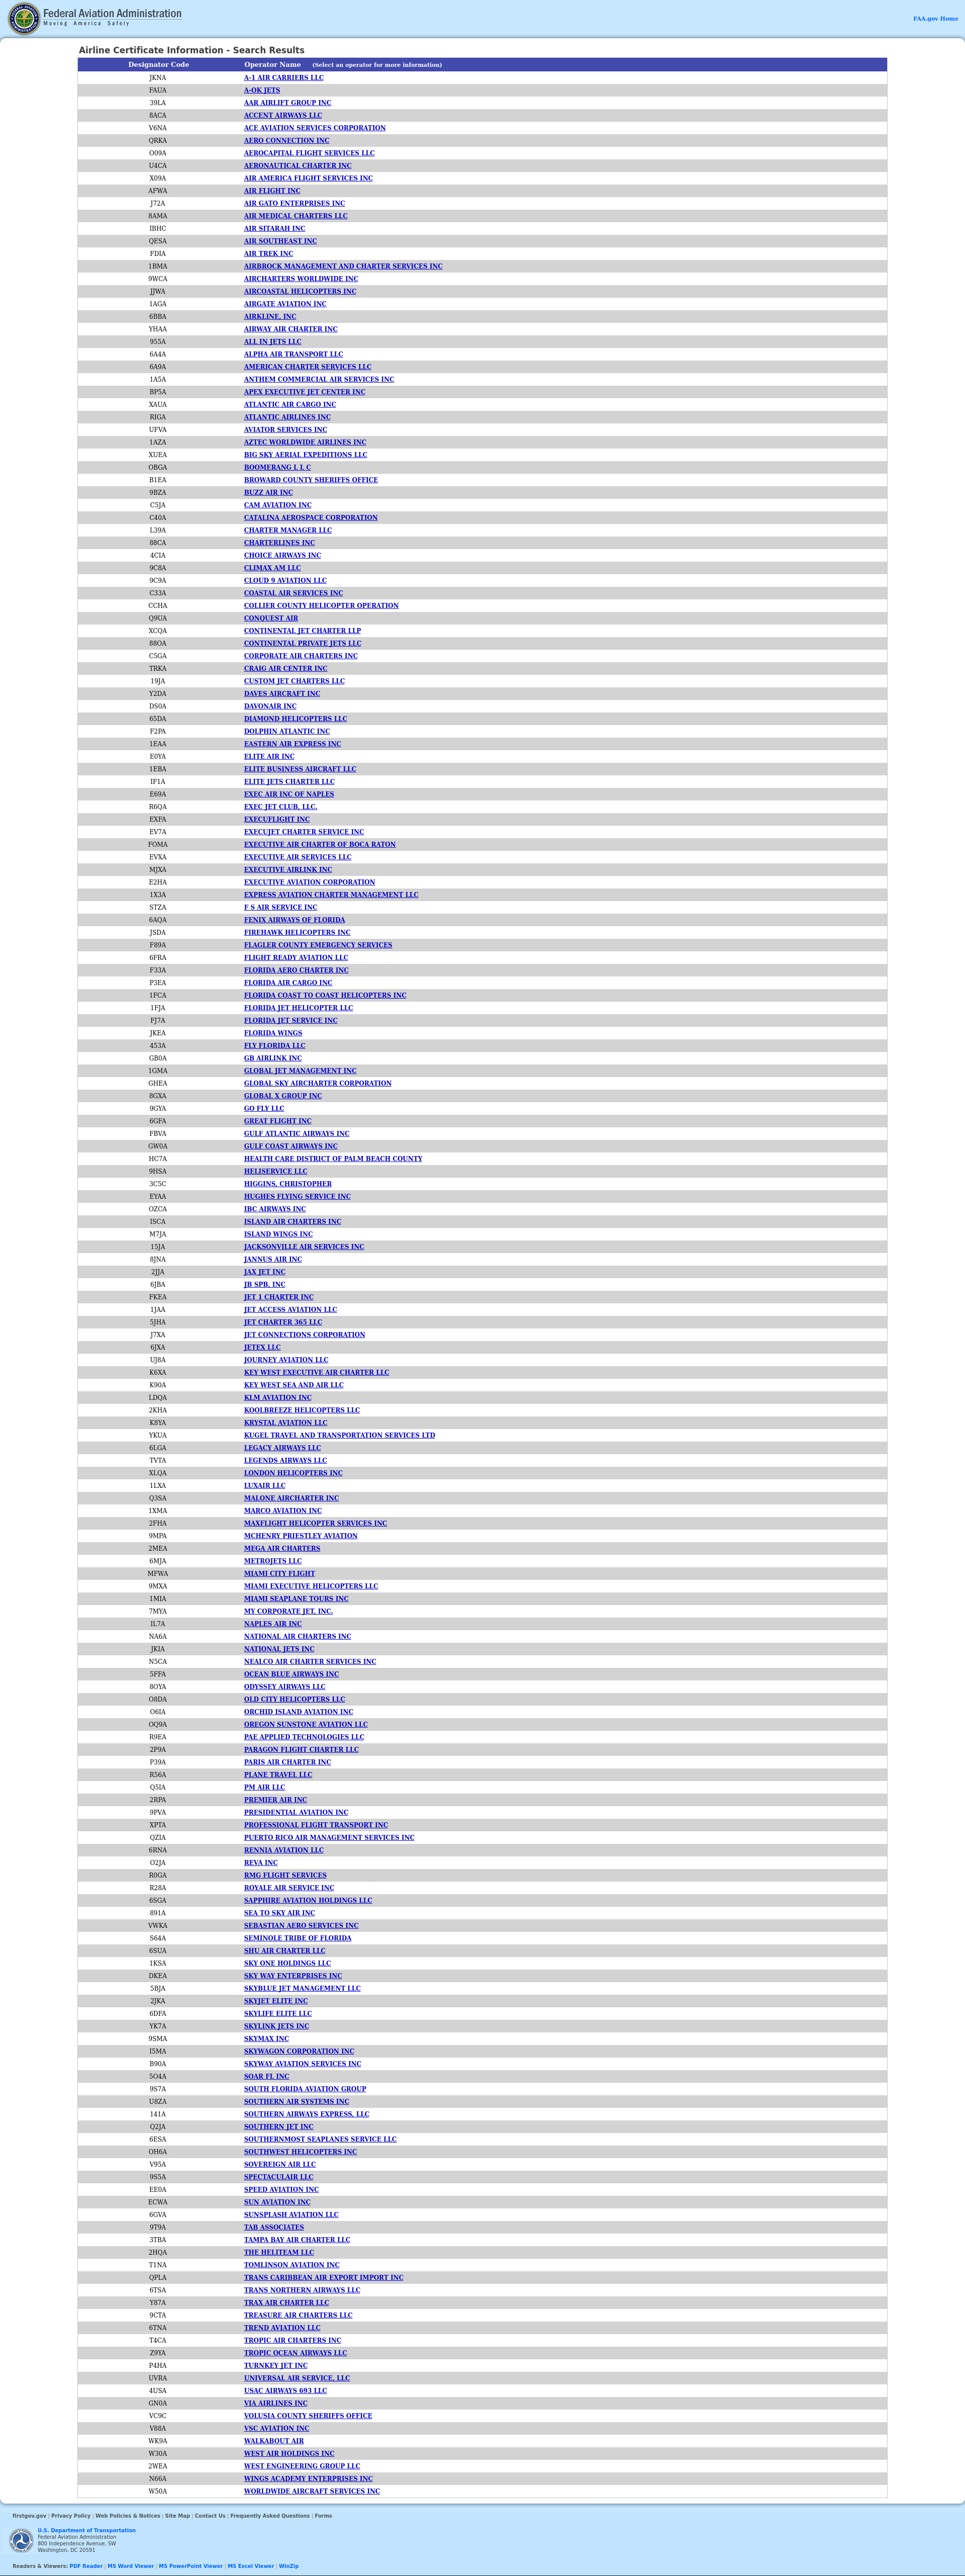 Federal Aviation Administration
Moving America Safely
FAA.gov Home
Airline Certificate Information - Search Results
Designator Code Operator Name (Select an operator for more information)
JKNA A-1 AIR CARRIERS LLC
FAUA A-OK JETS
39LA AAR AIRLIFT GROUP INC
8ACA ACCENT AIRWAYS LLC
V6NA ACE AVIATION SERVICES CORPORATION
QRKA AERO CONNECTION INC
O09A AEROCAPITAL FLIGHT SERVICES LLC
U4CA AERONAUTICAL CHARTER INC
X09A AIR AMERICA FLIGHT SERVICES INC
AFWA AIR FLIGHT INC
J72A AIR GATO ENTERPRISES INC
8AMA AIR MEDICAL CHARTERS LLC
IBHC AIR SITARAH INC
QESA AIR SOUTHEAST INC
FDIA AIR TREK INC
1BMA AIRBROCK MANAGEMENT AND CHARTER SERVICES INC
9WCA AIRCHARTERS WORLDWIDE INC
JJWA AIRCOASTAL HELICOPTERS INC
1AGA AIRGATE AVIATION INC
6BBA AIRKLINE, INC
YHAA AIRWAY AIR CHARTER INC
955A ALL IN JETS LLC
6A4A ALPHA AIR TRANSPORT LLC
6A9A AMERICAN CHARTER SERVICES LLC
1A5A ANTHEM COMMERCIAL AIR SERVICES INC
BP5A APEX EXECUTIVE JET CENTER INC
XAUA ATLANTIC AIR CARGO INC
RIGA ATLANTIC AIRLINES INC
UFVA AVIATOR SERVICES INC
1AZA AZTEC WORLDWIDE AIRLINES INC
XUEA BIG SKY AERIAL EXPEDITIONS LLC
OBGA BOOMERANG L L C
B1EA BROWARD COUNTY SHERIFFS OFFICE
9BZA BUZZ AIR INC
C5JA CAM AVIATION INC
C40A CATALINA AEROSPACE CORPORATION
L39A CHARTER MANAGER LLC
88CA CHARTERLINES INC
4CIA CHOICE AIRWAYS INC
9C8A CLIMAX AM LLC
9C9A CLOUD 9 AVIATION LLC
C33A COASTAL AIR SERVICES INC
CCHA COLLIER COUNTY HELICOPTER OPERATION
Q9UA CONQUEST AIR
XCQA CONTINENTAL JET CHARTER LLP
88OA CONTINENTAL PRIVATE JETS LLC
C5GA CORPORATE AIR CHARTERS INC
TRKA CRAIG AIR CENTER INC
19JA CUSTOM JET CHARTERS LLC
Y2DA DAVES AIRCRAFT INC
DS0A DAVONAIR INC
65DA DIAMOND HELICOPTERS LLC
F2PA DOLPHIN ATLANTIC INC
1EAA EASTERN AIR EXPRESS INC
E0YA ELITE AIR INC
1EBA ELITE BUSINESS AIRCRAFT LLC
IF1A ELITE JETS CHARTER LLC
E69A EXEC AIR INC OF NAPLES
R6QA EXEC JET CLUB, LLC.
EXFA EXECUFLIGHT INC
EV7A EXECUJET CHARTER SERVICE INC
FOMA EXECUTIVE AIR CHARTER OF BOCA RATON
EVXA EXECUTIVE AIR SERVICES LLC
MJXA EXECUTIVE AIRLINK INC
E2HA EXECUTIVE AVIATION CORPORATION
1X3A EXPRESS AVIATION CHARTER MANAGEMENT LLC
STZA F S AIR SERVICE INC
6AQA FENIX AIRWAYS OF FLORIDA
JSDA FIREHAWK HELICOPTERS INC
F89A FLAGLER COUNTY EMERGENCY SERVICES
6FRA FLIGHT READY AVIATION LLC
F33A FLORIDA AERO CHARTER INC
P3EA FLORIDA AIR CARGO INC
1FCA FLORIDA COAST TO COAST HELICOPTERS INC
1FJA FLORIDA JET HELICOPTER LLC
FJ7A FLORIDA JET SERVICE INC
JKEA FLORIDA WINGS
453A FLY FLORIDA LLC
GB0A GB AIRLINK INC
1GMA GLOBAL JET MANAGEMENT INC
GHEA GLOBAL SKY AIRCHARTER CORPORATION
8GXA GLOBAL X GROUP INC
9GYA GO FLY LLC
6GFA GREAT FLIGHT INC
FBVA GULF ATLANTIC AIRWAYS INC
GW0A GULF COAST AIRWAYS INC
HC7A HEALTH CARE DISTRICT OF PALM BEACH COUNTY
9HSA HELISERVICE LLC
3C5C HIGGINS, CHRISTOPHER
EYAA HUGHES FLYING SERVICE INC
OZCA IBC AIRWAYS INC
ISCA ISLAND AIR CHARTERS INC
M7JA ISLAND WINGS INC
15JA JACKSONVILLE AIR SERVICES INC
8JNA JANNUS AIR INC
2JJA JAX JET INC
6JBA JB SPB, INC
FKEA JET 1 CHARTER INC
1JAA JET ACCESS AVIATION LLC
5JHA JET CHARTER 365 LLC
J7XA JET CONNECTIONS CORPORATION
6JXA JETEX LLC
UJ8A JOURNEY AVIATION LLC
K6XA KEY WEST EXECUTIVE AIR CHARTER LLC
K90A KEY WEST SEA AND AIR LLC
LDQA KLM AVIATION INC
2KHA KOOLBREEZE HELICOPTERS LLC
K8YA KRYSTAL AVIATION LLC
YKUA KUGEL TRAVEL AND TRANSPORTATION SERVICES LTD
6LGA LEGACY AIRWAYS LLC
TVTA LEGENDS AIRWAYS LLC
XLQA LONDON HELICOPTERS INC
1LXA LUXAIR LLC
Q3SA MALONE AIRCHARTER INC
1XMA MARCO AVIATION INC
2FHA MAXFLIGHT HELICOPTER SERVICES INC
9MPA MCHENRY PRIESTLEY AVIATION
2MEA MEGA AIR CHARTERS
6MJA METROJETS LLC
MFWA MIAMI CITY FLIGHT
9MXA MIAMI EXECUTIVE HELICOPTERS LLC
1MIA MIAMI SEAPLANE TOURS INC
7MYA MY CORPORATE JET, INC.
IL7A NAPLES AIR INC
NA6A NATIONAL AIR CHARTERS INC
JKIA NATIONAL JETS INC
N5CA NEALCO AIR CHARTER SERVICES INC
5FFA OCEAN BLUE AIRWAYS INC
8OYA ODYSSEY AIRWAYS LLC
O8DA OLD CITY HELICOPTERS LLC
O6IA ORCHID ISLAND AVIATION INC
OQ9A OREGON SUNSTONE AVIATION LLC
R9EA PAE APPLIED TECHNOLOGIES LLC
2P9A PARAGON FLIGHT CHARTER LLC
P39A PARIS AIR CHARTER INC
R56A PLANE TRAVEL LLC
Q5IA PM AIR LLC
2RPA PREMIER AIR INC
9PVA PRESIDENTIAL AVIATION INC
XPTA PROFESSIONAL FLIGHT TRANSPORT INC
QZIA PUERTO RICO AIR MANAGEMENT SERVICES INC
6RNA RENNIA AVIATION LLC
O2JA REVA INC
R0GA RMG FLIGHT SERVICES
R28A ROYALE AIR SERVICE INC
6SGA SAPPHIRE AVIATION HOLDINGS LLC
891A SEA TO SKY AIR INC
VWKA SEBASTIAN AERO SERVICES INC
S64A SEMINOLE TRIBE OF FLORIDA
6SUA SHU AIR CHARTER LLC
1KSA SKY ONE HOLDINGS LLC
DKEA SKY WAY ENTERPRISES INC
5BJA SKYBLUE JET MANAGEMENT LLC
2JKA SKYJET ELITE INC
6DFA SKYLIFE ELITE LLC
YK7A SKYLINK JETS INC
9SMA SKYMAX INC
I5MA SKYWAGON CORPORATION INC
B90A SKYWAY AVIATION SERVICES INC
5O4A SOAR FL INC
9S7A SOUTH FLORIDA AVIATION GROUP
U8ZA SOUTHERN AIR SYSTEMS INC
141A SOUTHERN AIRWAYS EXPRESS, LLC
Q2JA SOUTHERN JET INC
6ESA SOUTHERNMOST SEAPLANES SERVICE LLC
OH6A SOUTHWEST HELICOPTERS INC
V95A SOVEREIGN AIR LLC
9S5A SPECTACULAIR LLC
EE0A SPEED AVIATION INC
ECWA SUN AVIATION INC
6GVA SUNSPLASH AVIATION LLC
9T9A TAB ASSOCIATES
3TBA TAMPA BAY AIR CHARTER LLC
2HQA THE HELITEAM LLC
T1NA TOMLINSON AVIATION INC
QPLA TRANS CARIBBEAN AIR EXPORT IMPORT INC
6TSA TRANS NORTHERN AIRWAYS LLC
Y87A TRAX AIR CHARTER LLC
9CTA TREASURE AIR CHARTERS LLC
6TNA TREND AVIATION LLC
T4CA TROPIC AIR CHARTERS INC
Z9YA TROPIC OCEAN AIRWAYS LLC
P4HA TURNKEY JET INC
UVRA UNIVERSAL AIR SERVICE, LLC
4USA USAC AIRWAYS 693 LLC
GN0A VIA AIRLINES INC
VC9C VOLUSIA COUNTY SHERIFFS OFFICE
V88A VSC AVIATION INC
WK9A WALKABOUT AIR
W30A WEST AIR HOLDINGS INC
2WEA WEST ENGINEERING GROUP LLC
N66A WINGS ACADEMY ENTERPRISES INC
W50A WORLDWIDE AIRCRAFT SERVICES INC
firstgov.gov | Privacy Policy | Web Policies & Notices | Site Map | Contact Us | Frequently Asked Questions | Forms
U.S. Department of Transportation
Federal Aviation Administration
800 Independence Avenue, SW
Washington, DC 20591
Readers & Viewers: PDF Reader | MS Word Viewer | MS PowerPoint Viewer | MS Excel Viewer | WinZip